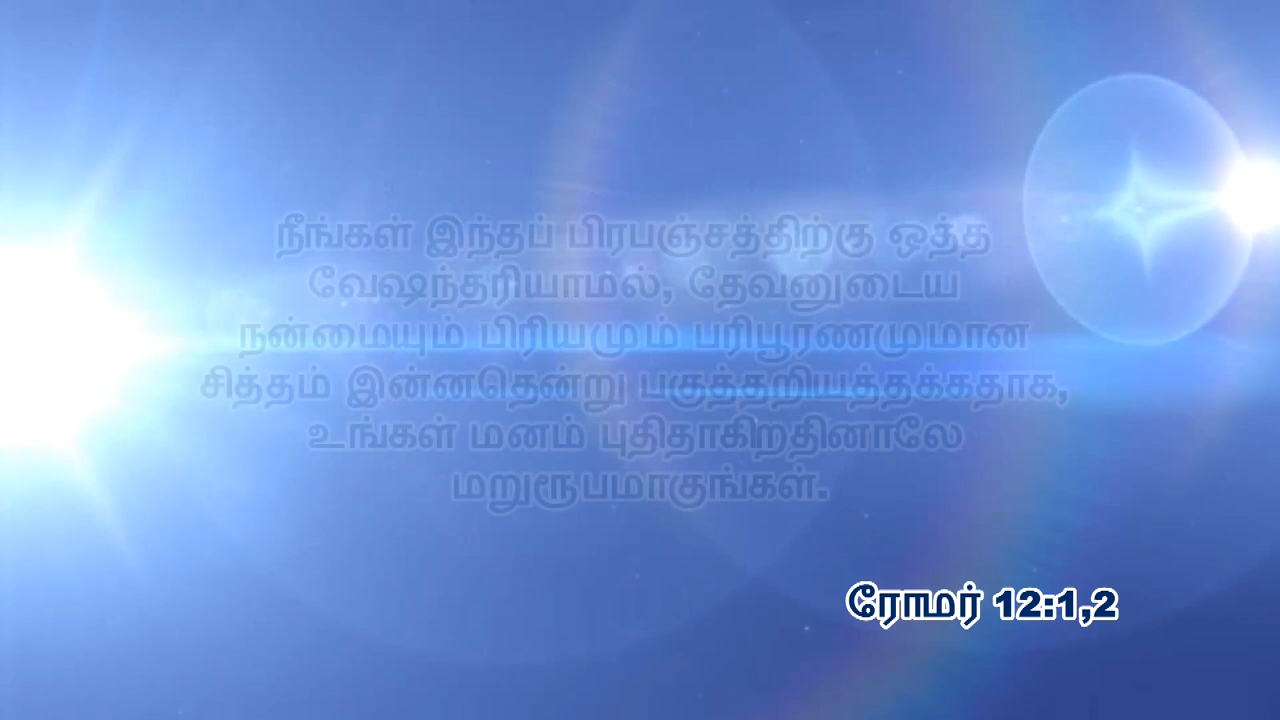 நீங்கள் இந்தப் பிரபஞ்சத்திற்கு ஒத்த
வேஷந்தரியாமல், தேவனுடைய
நன்மையும் பிரியமும் பரிபூரணமுமான
சித்தம் இன்னதென்று பகுத்தறியத்தக்கதாக,
உங்கள் மனம் புதிதாகிறதினாலே
மறுரூபமாகுங்கள்.
ரோமர் 12:1,2